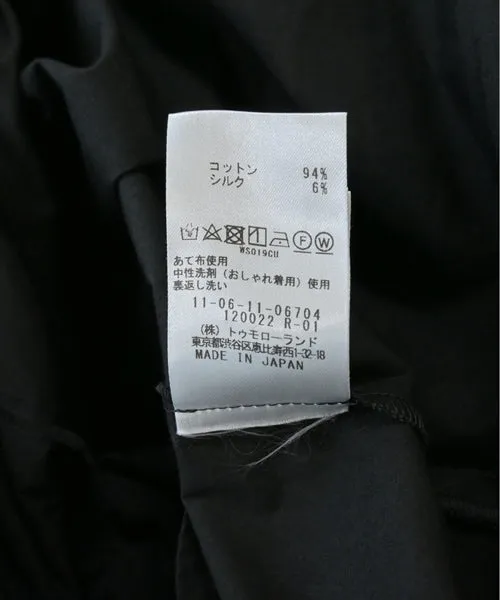 コットン 94%
シルク 6%
F W
WS019CU
あて布使用
中性洗剤（おしゃれ着用）使用
裏返し洗い
11-06-11-06704
120022 R-01
（株）トゥモローランド
東京都渋谷区恵比寿西1-32-18
MADE IN JAPAN